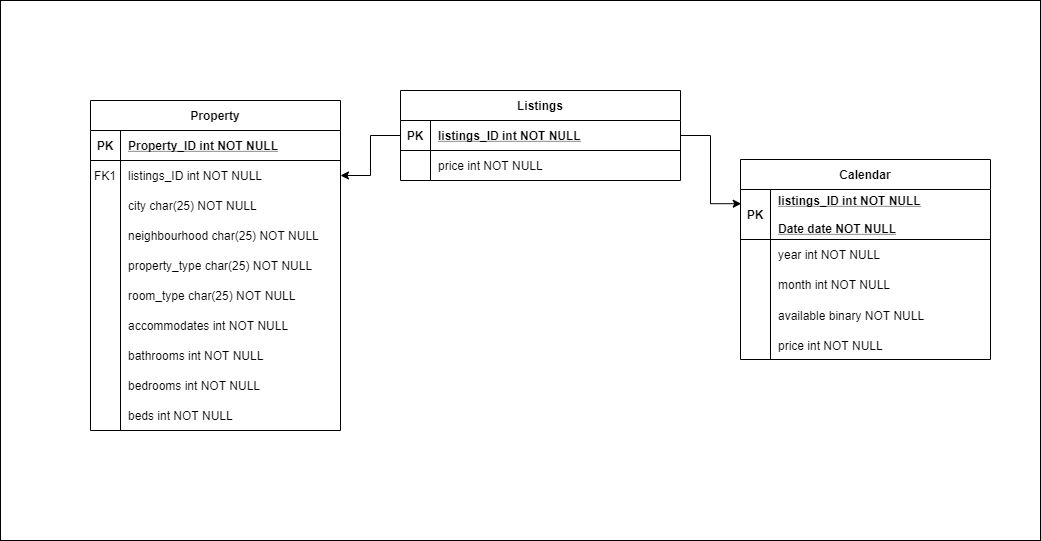 Property
PK Property_ID int NOT NULL
FK1 listings_ID int NOT NULL
city char(25) NOT NULL
neighbourhood char(25) NOT NULL
property_type char(25) NOT NULL
room_type char(25) NOT NULL
accommodates int NOT NULL
bathrooms int NOT NULL
bedrooms int NOT NULL
beds int NOT NULL
Listings
PK listings_ID int NOT NULL
price int NOT NULL
Calendar
PK
listings_ID int NOT NULL
Date date NOT NULL
year int NOT NULL
month int NOT NULL
available binary NOT NULL
price int NOT NULL